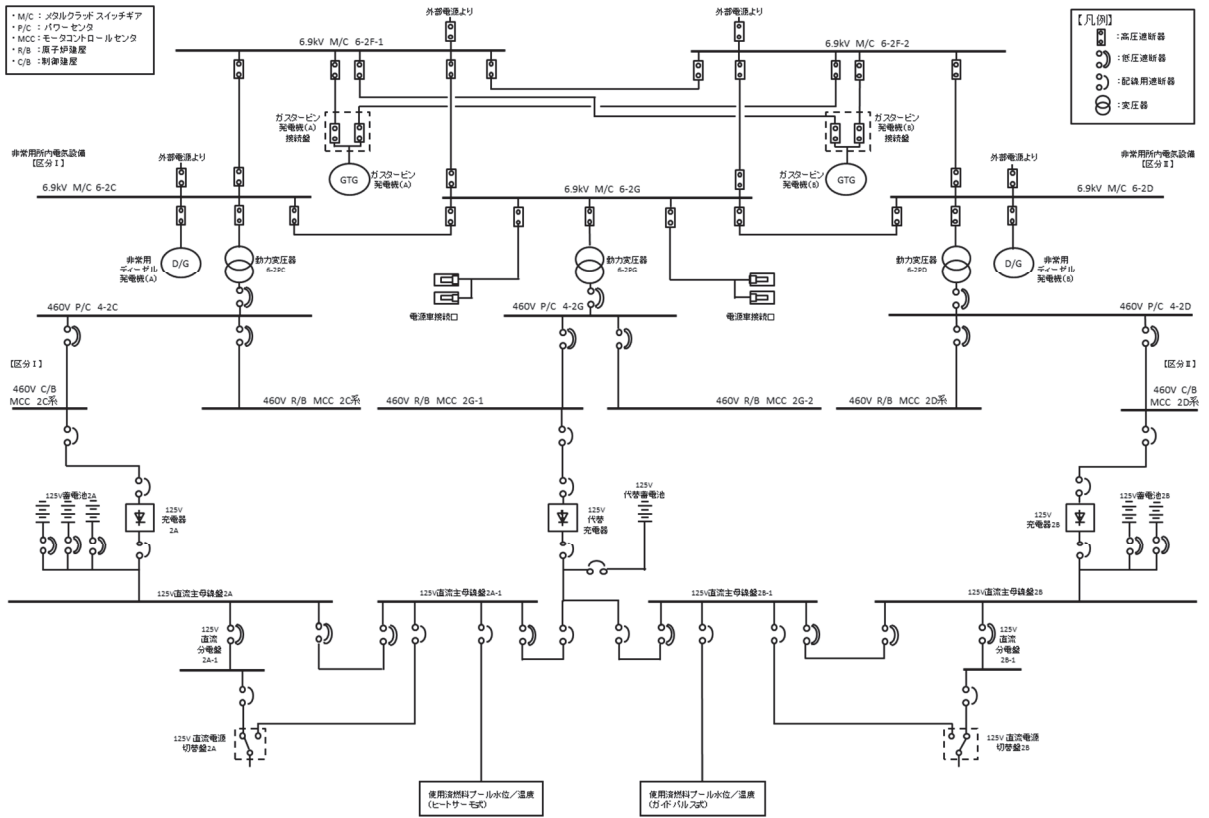 ・M/C：メタルクラッドスイッチギア
・P/C：パワーセンタ
・MCC：モータコントロールセンタ
・R/B：原子炉建屋
・C/B：制御建屋
外部電源より
外部電源より
【凡例】
：高圧遮断器
：低圧遮断器
：配線用遮断器
：変圧器
6.9kV M/C 6-2F-1
6.9kV M/C 6-2F-2
ガスタービン
発電機(A)
接続盤
ガスタービン
発電機(B)
接続盤
GTG
ガスタービン
発電機(A)
ガスタービン
発電機(B)
GTG
非常用所内電気設備
【区分Ⅰ】
外部電源より
外部電源より
非常用所内電気設備
【区分Ⅱ】
6.9kV M/C 6-2C
6.9kV M/C 6-2G
6.9kV M/C 6-2D
非常用
ディーゼル
発電機(A)
D/G
動力変圧器
6-2PC
動力変圧器
6-2PG
動力変圧器
6-2PD
D/G
非常用
ディーゼル
発電機(B)
電源車接続口
電源車接続口
460V P/C 4-2C
460V P/C 4-2G
460V P/C 4-2D
【区分Ⅰ】
【区分Ⅱ】
460V C/B
MCC 2C系
460V R/B MCC 2C系
460V R/B MCC 2G-1
460V R/B MCC 2G-2
460V R/B MCC 2D系
460V C/B
MCC 2D系
125V蓄電池2A
125V
充電器
2A
125V
代替
充電器
125V
代替蓄電池
125V
充電器2B
125V蓄電池2B
125V直流主母線盤2A
125V直流主母線盤2A-1
125V直流主母線盤2B-1
125V直流主母線盤2B
125V
直流
分電盤
2A-1
125V
直流
分電盤
2B-1
125V 直流電源
切替盤2A
125V 直流電源
切替盤2B
使用済燃料プール水位／温度
(ヒートサーモ式)
使用済燃料プール水位／温度
(ガイドパルス式)